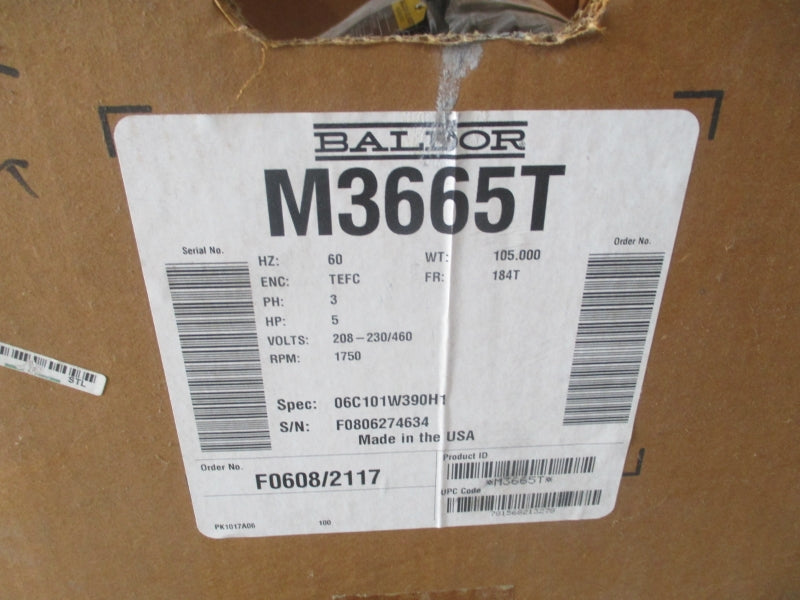 BALDOR
M3665T
Serial No.
Order No.
HZ: 60 WT: 105.000
ENC: TEFC FR: 184T
PH: 3
HP: 5
VOLTS: 208-230/460
RPM: 1750
STL
Spec: 06C101W390H1
S/N: F0806274634
Made in the USA
Order No. F0608/2117
Product ID
*M3665T*
UPC Code
PK1017A06 100